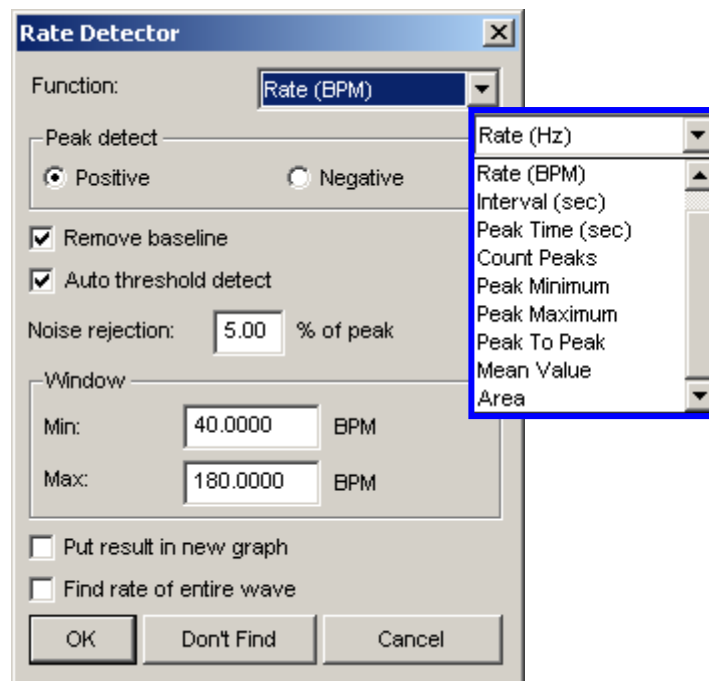 Rate Detector
Function: Rate (BPM)
Peak detect
Positive Negative
Remove baseline
Auto threshold detect
Noise rejection: 5.00 % of peak
Window
Min: 40.0000 BPM
Max: 180.0000 BPM
Put result in new graph
Find rate of entire wave
OK Don't Find Cancel
Rate (Hz)
Rate (BPM)
Interval (sec)
Peak Time (sec)
Count Peaks
Peak Minimum
Peak Maximum
Peak To Peak
Mean Value
Area